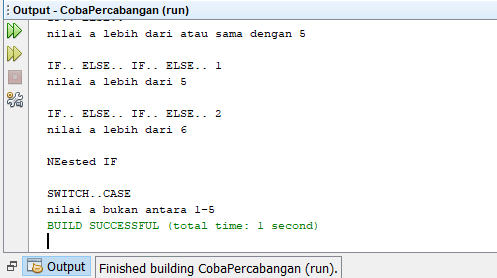 Output - CobaPercabangan (run)
nilai a lebih dari atau sama dengan 5
IF.. ELSE.. IF.. ELSE.. 1
nilai a lebih dari 5
IF.. ELSE.. IF.. ELSE.. 2
nilai a lebih dari 6
NEested IF
SWITCH..CASE
nilai a bukan antara 1-5
BUILD SUCCESSFUL (total time: 1 second)
Output
Finished building CobaPercabangan (run).